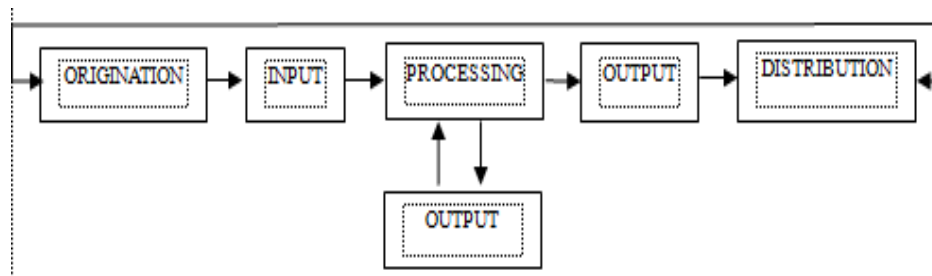 ORIGINATION
INPUT
PROCESSING
OUTPUT
DISTRIBUTION
OUTPUT